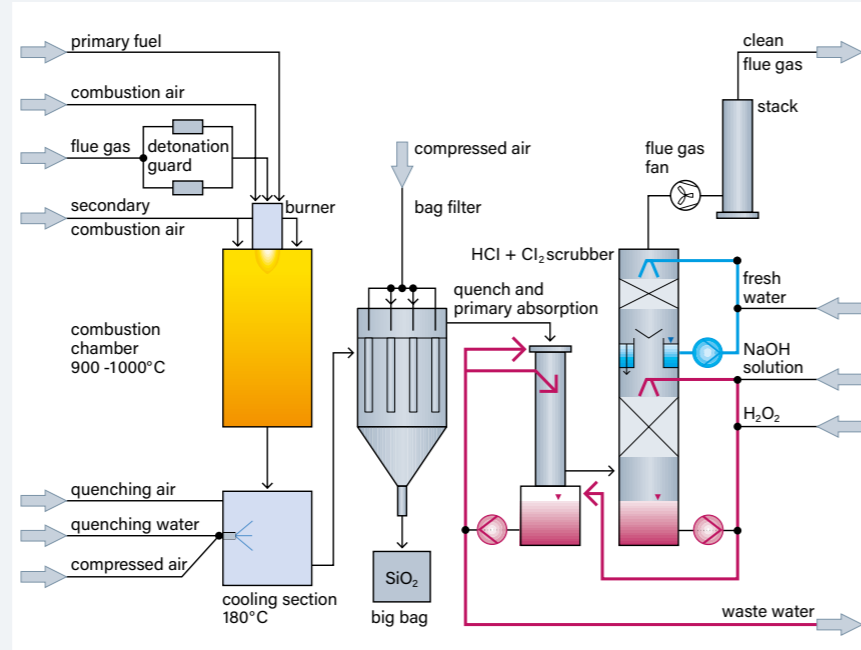 primary fuel
combustion air
flue gas
detonation
guard
secondary
combustion air
burner
combustion
chamber
900 -1000°C
quenching air
quenching water
compressed air
cooling section
180°C
compressed air
bag filter
SiO₂
big bag
quench and
primary absorption
HCl + Cl₂ scrubber
flue gas
fan
clean
flue gas
stack
fresh
water
NaOH
solution
H₂O₂
waste water